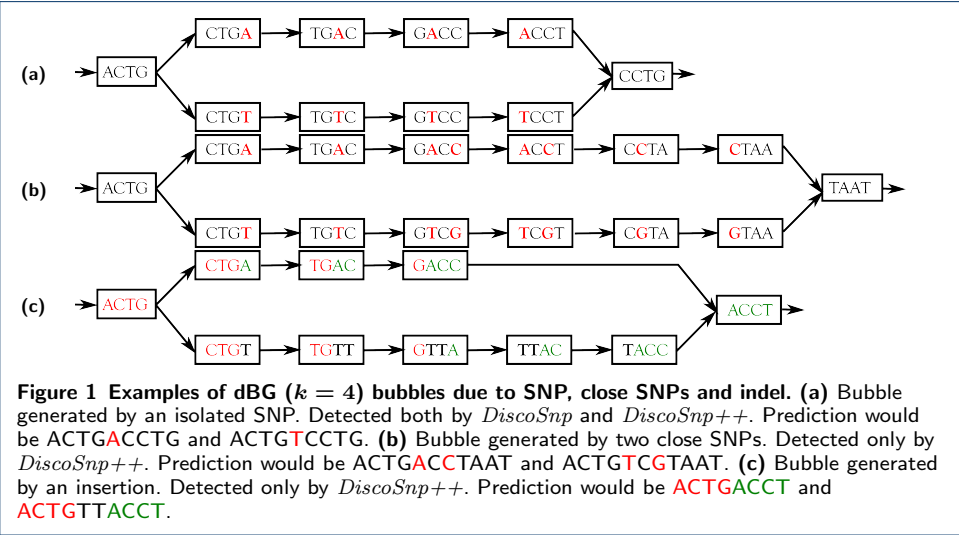 CTGA TGAC GACC ACCT
(a) ACTG CCTG
CTGT TGTC GTCC TCCT
CTGA TGAC GACC ACCT CCTA CTAA
(b) ACTG TAAT
CTGT TGTC GTCG TCGT CGTA GTAA
CTGA TGAC GACC
(c) ACTG ACCT
CTGT TGTT GTTA TTAC TACC
Figure 1 Examples of dBG (k = 4) bubbles due to SNP, close SNPs and indel. (a) Bubble
generated by an isolated SNP. Detected both by DiscoSnp and DiscoSnp++. Prediction would
be ACTGACCTG and ACTGTCCTG. (b) Bubble generated by two close SNPs. Detected only by
DiscoSnp++. Prediction would be ACTGACCTAAT and ACTGTCGTAAT. (c) Bubble generated
by an insertion. Detected only by DiscoSnp++. Prediction would be ACTGACCT and
ACTGTTACCT.